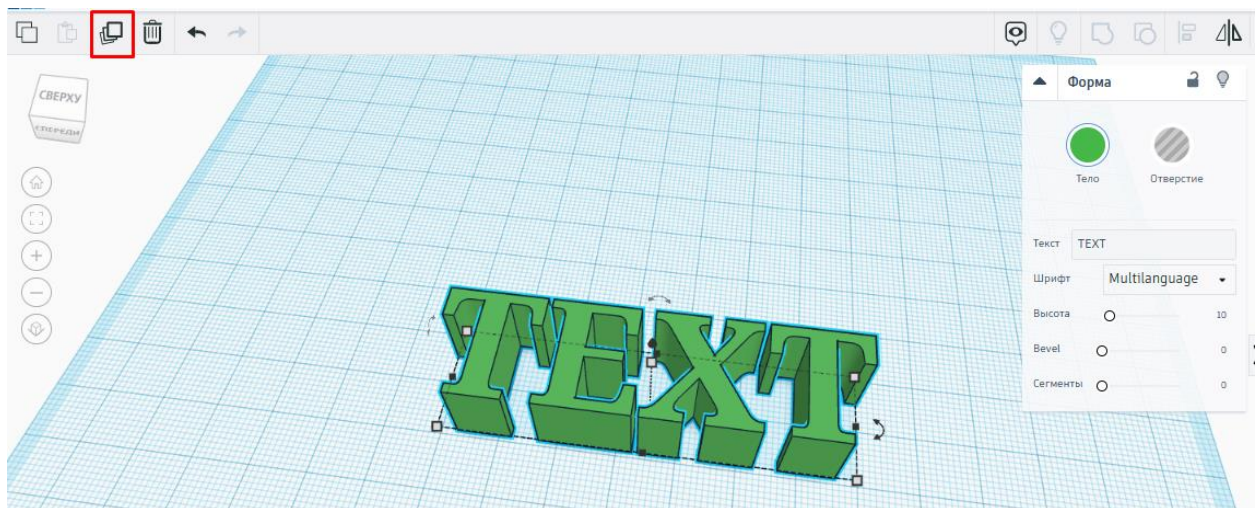 СВЕРХУ
СПЕРЕДИ
Форма
Тело
Отверстие
Текст TEXT
Шрифт Multilanguage
Высота 10
Bevel 0
Сегменты 0
TEXT